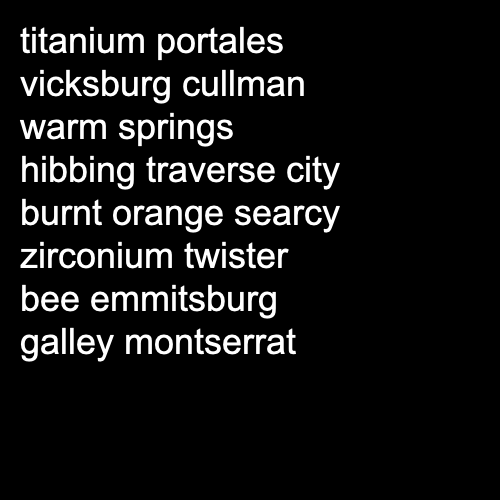 titanium portales
vicksburg cullman
warm springs
hibbing traverse city
burnt orange searcy
zirconium twister
bee emmitsburg
galley montserrat